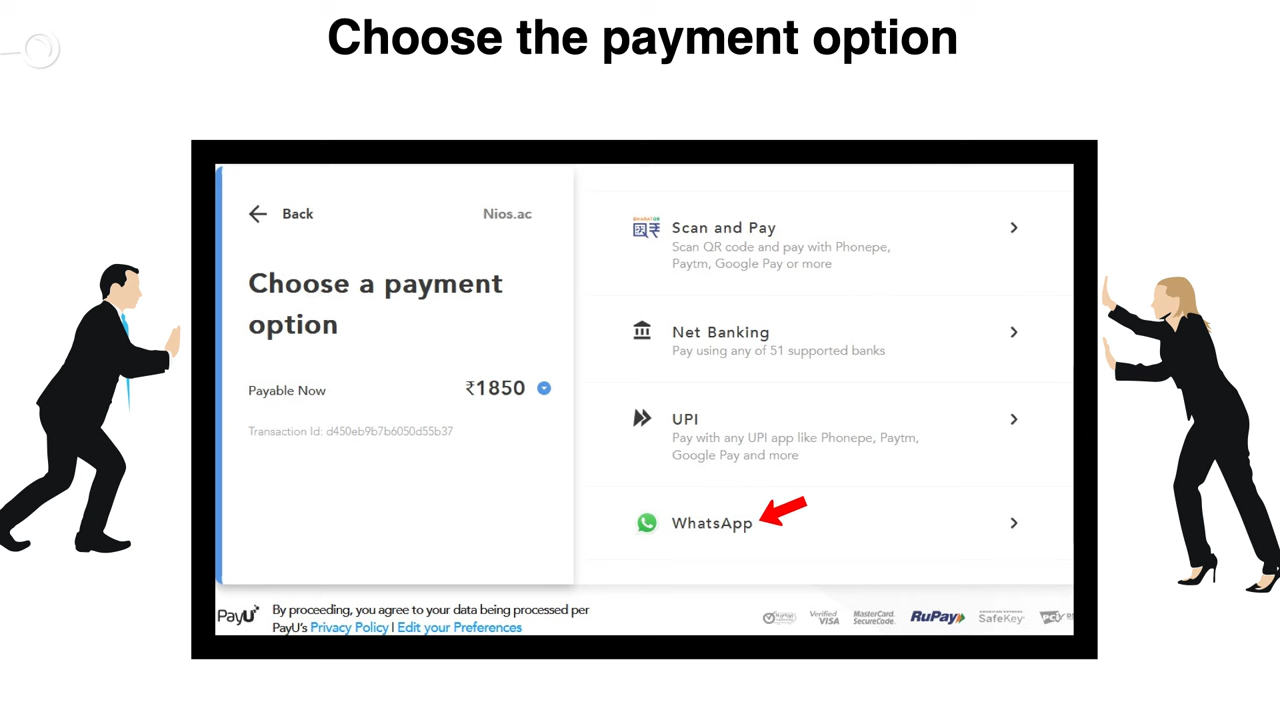 Choose the payment option
Back
Nios.ac
Choose a payment
option
Payable Now
₹1850
Transaction Id: d450eb9b7b6050d55b37
Scan and Pay
Scan QR code and pay with Phonepe,
Paytm, Google Pay or more
Net Banking
Pay using any of 51 supported banks
UPI
Pay with any UPI app like Phonepe, Paytm,
Google Pay and more
WhatsApp
PayU
By proceeding, you agree to your data being processed per
PayU's Privacy Policy | Edit your Preferences
Verified
VISA
MasterCard.
SecureCode.
RuPay
SafeKey